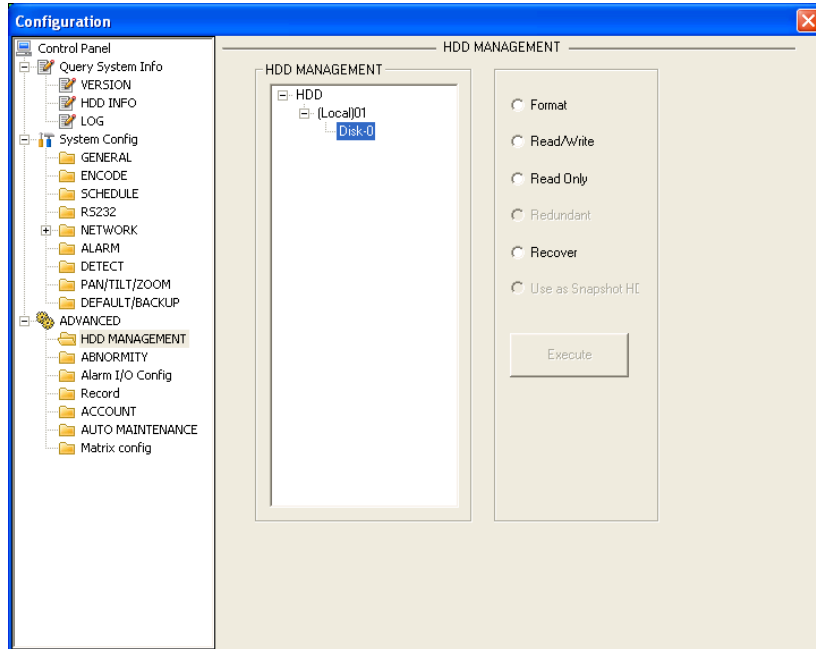 Configuration
Control Panel
Query System Info
VERSION
HDD INFO
LOG
System Config
GENERAL
ENCODE
SCHEDULE
RS232
NETWORK
ALARM
DETECT
PAN/TILT/ZOOM
DEFAULT/BACKUP
ADVANCED
HDD MANAGEMENT
ABNORMITY
Alarm I/O Config
Record
ACCOUNT
AUTO MAINTENANCE
Matrix config
HDD MANAGEMENT
HDD MANAGEMENT
HDD
(Local)01
Disk-0
Format
Read/Write
Read Only
Redundant
Recover
Use as Snapshot HD
Execute